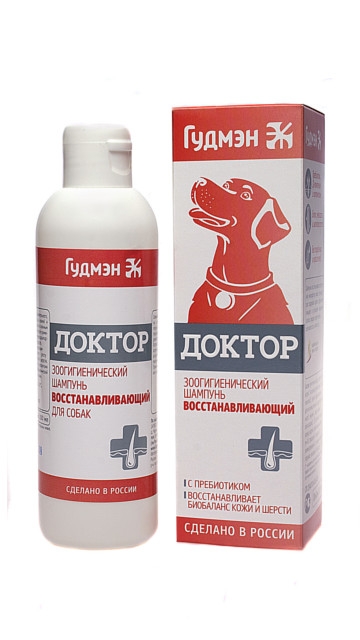 Гудмэн
ДОКТОР
ЗООГИГИЕНИЧЕСКИЙ
ШАМПУНЬ
ВОССТАНАВЛИВАЮЩИЙ
ДЛЯ СОБАК
СДЕЛАНО В РОССИИ
Гудмэн
ДОКТОР
ЗООГИГИЕНИЧЕСКИЙ
ШАМПУНЬ
ВОССТАНАВЛИВАЮЩИЙ
С ПРЕБИОТИКОМ
ВОССТАНАВЛИВАЕТ
БИОБАЛАНС КОЖИ И ШЕРСТИ
СДЕЛАНО В РОССИИ
Гудмэн